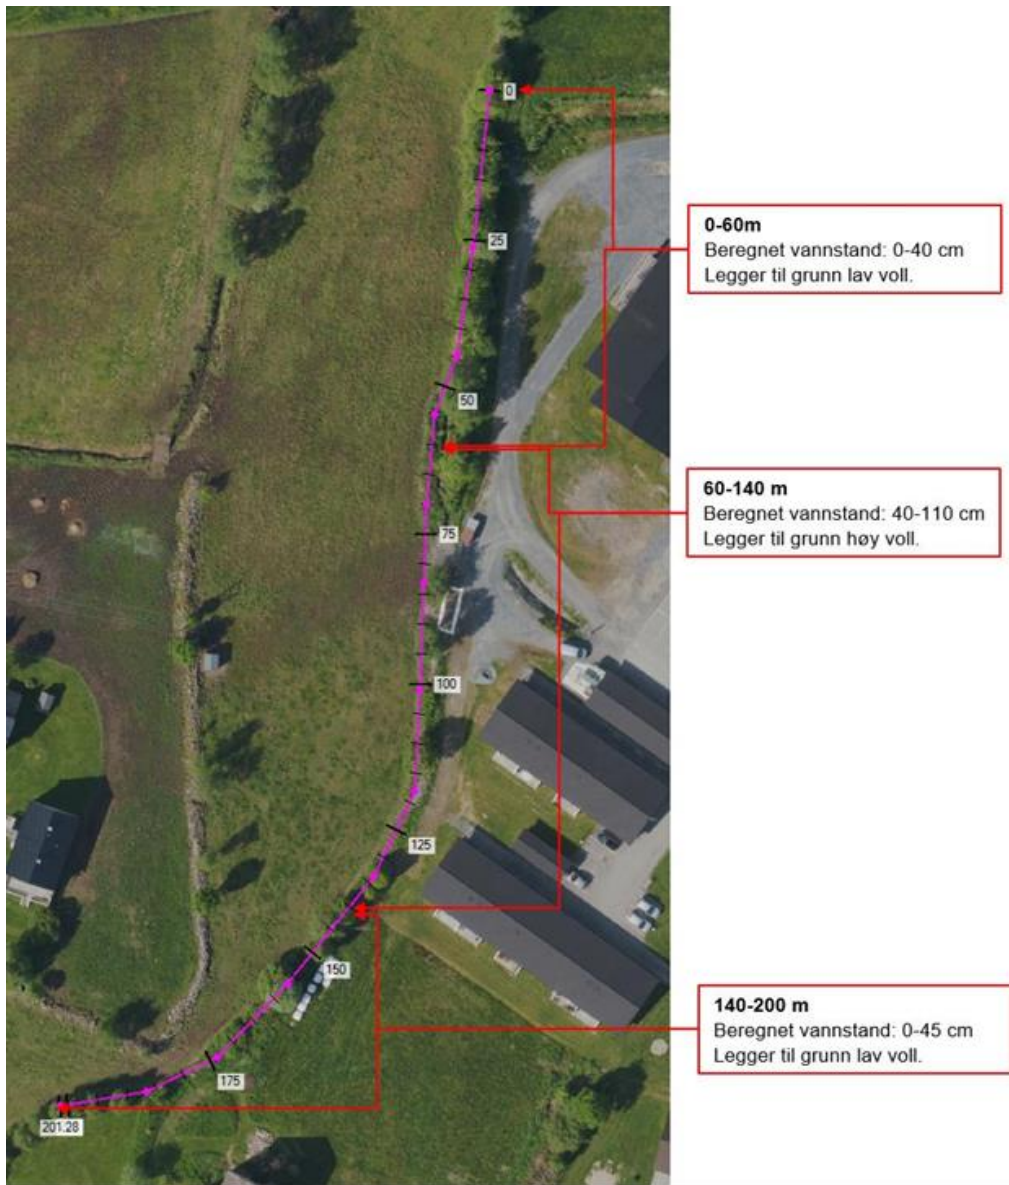 0
0-60m
Beregnet vannstand: 0-40 cm
Legger til grunn lav voll.
25
50
60-140 m
Beregnet vannstand: 40-110 cm
Legger til grunn høy voll.
75
100
125
150
140-200 m
Beregnet vannstand: 0-45 cm
Legger til grunn lav voll.
175
201.28